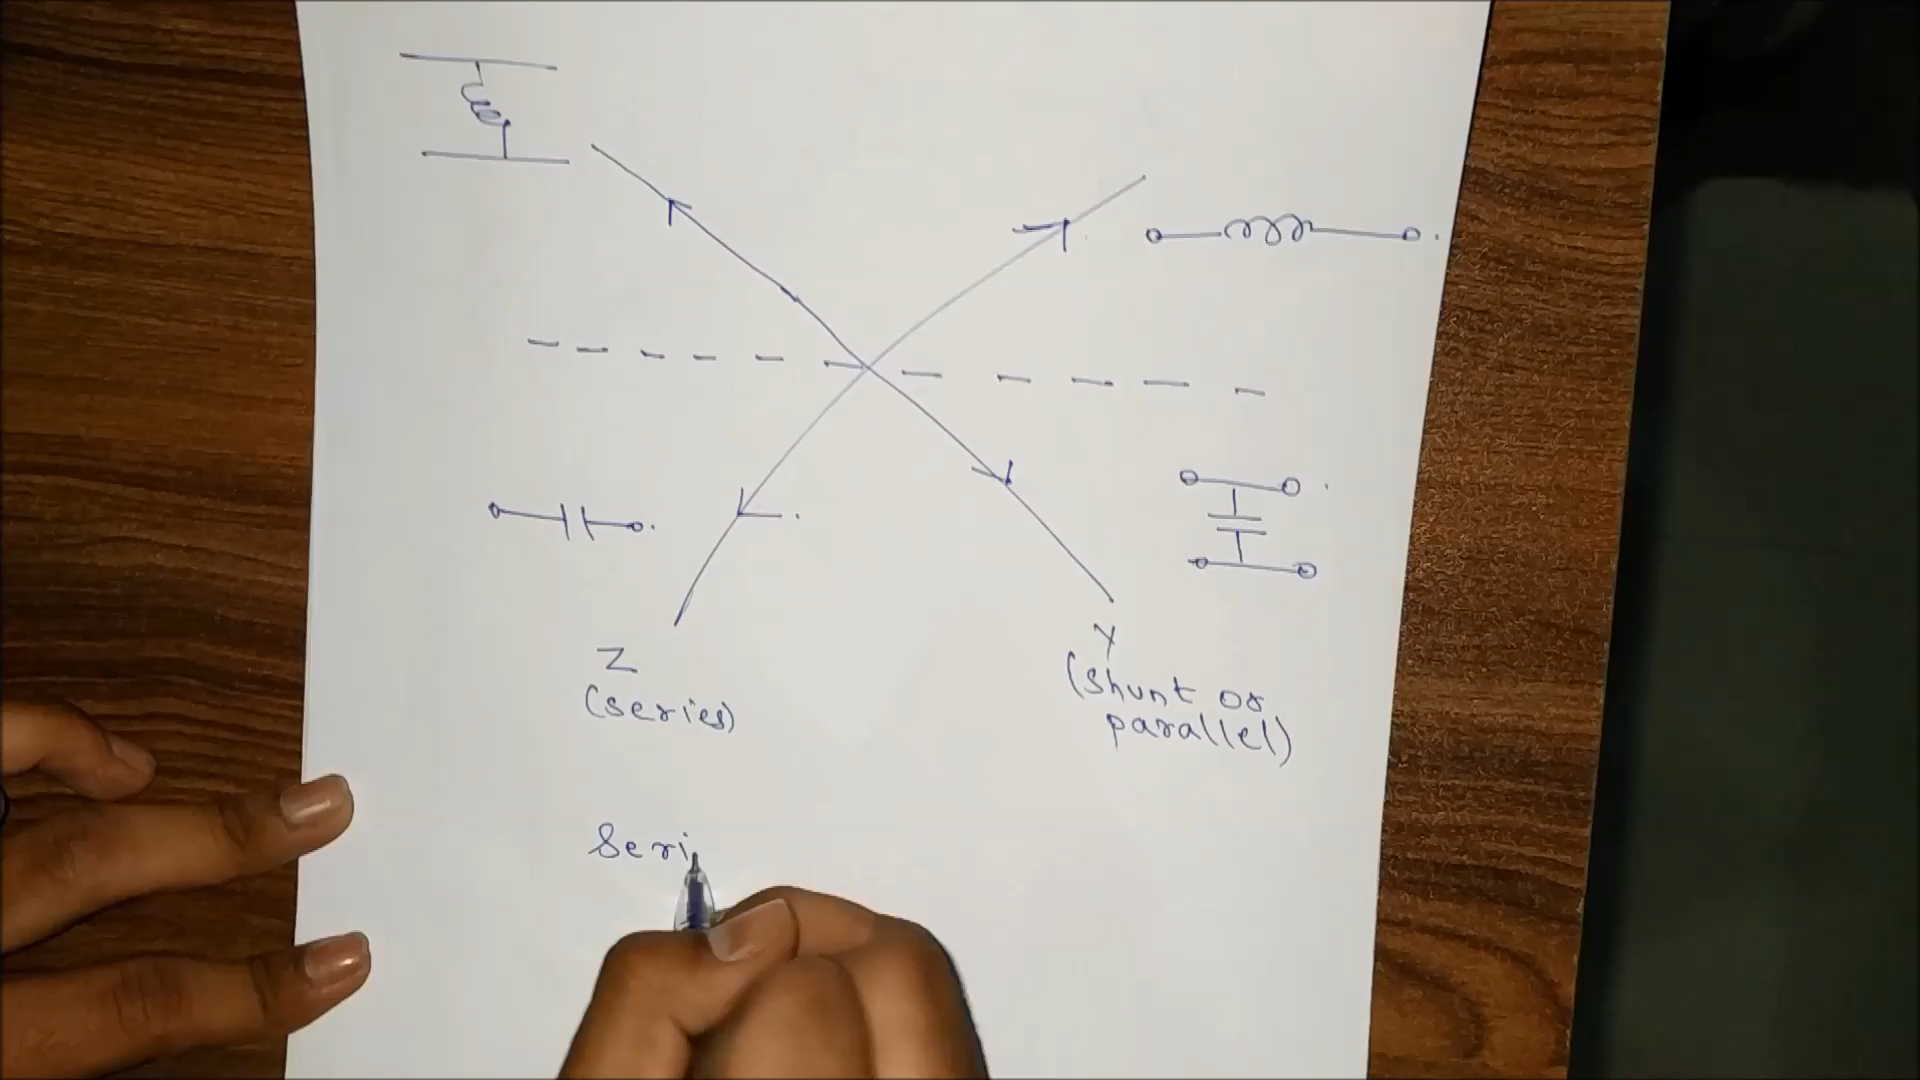 Z
(series)
Y
(shunt or
parallel)
Seri